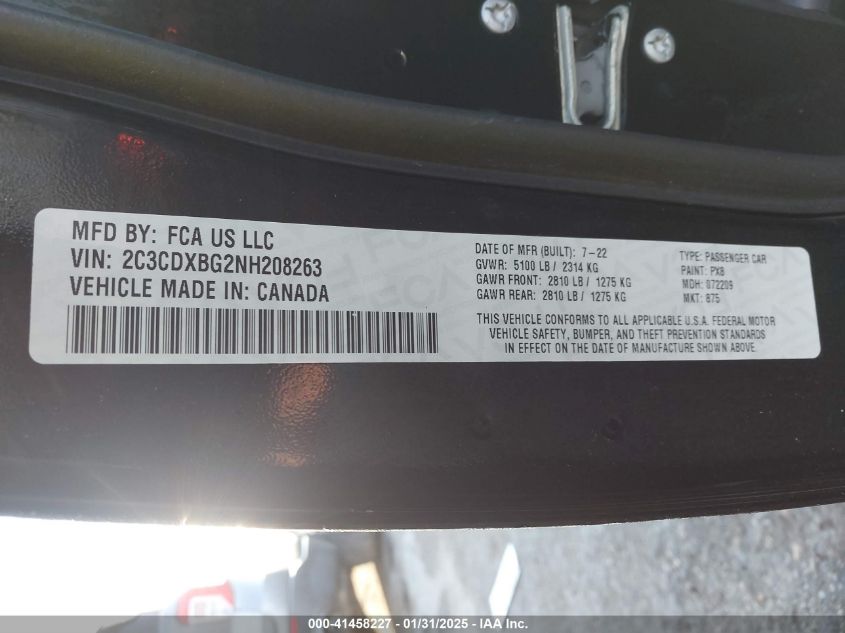 MFD BY: FCA US LLC
VIN: 2C3CDXBG2NH208263
VEHICLE MADE IN: CANADA
DATE OF MFR (BUILT): 7-22
GVWR: 5100 LB / 2314 KG
GAWR FRONT: 2810 LB / 1275 KG
GAWR REAR: 2810 LB / 1275 KG
TYPE: PASSENGER CAR
PAINT: PX8
MDH: 072209
MKT: 875
THIS VEHICLE CONFORMS TO ALL APPLICABLE U.S.A. FEDERAL MOTOR
VEHICLE SAFETY, BUMPER, AND THEFT PREVENTION STANDARDS
IN EFFECT ON THE DATE OF MANUFACTURE SHOWN ABOVE.
000-41458227 - 01/31/2025 - IAA Inc.